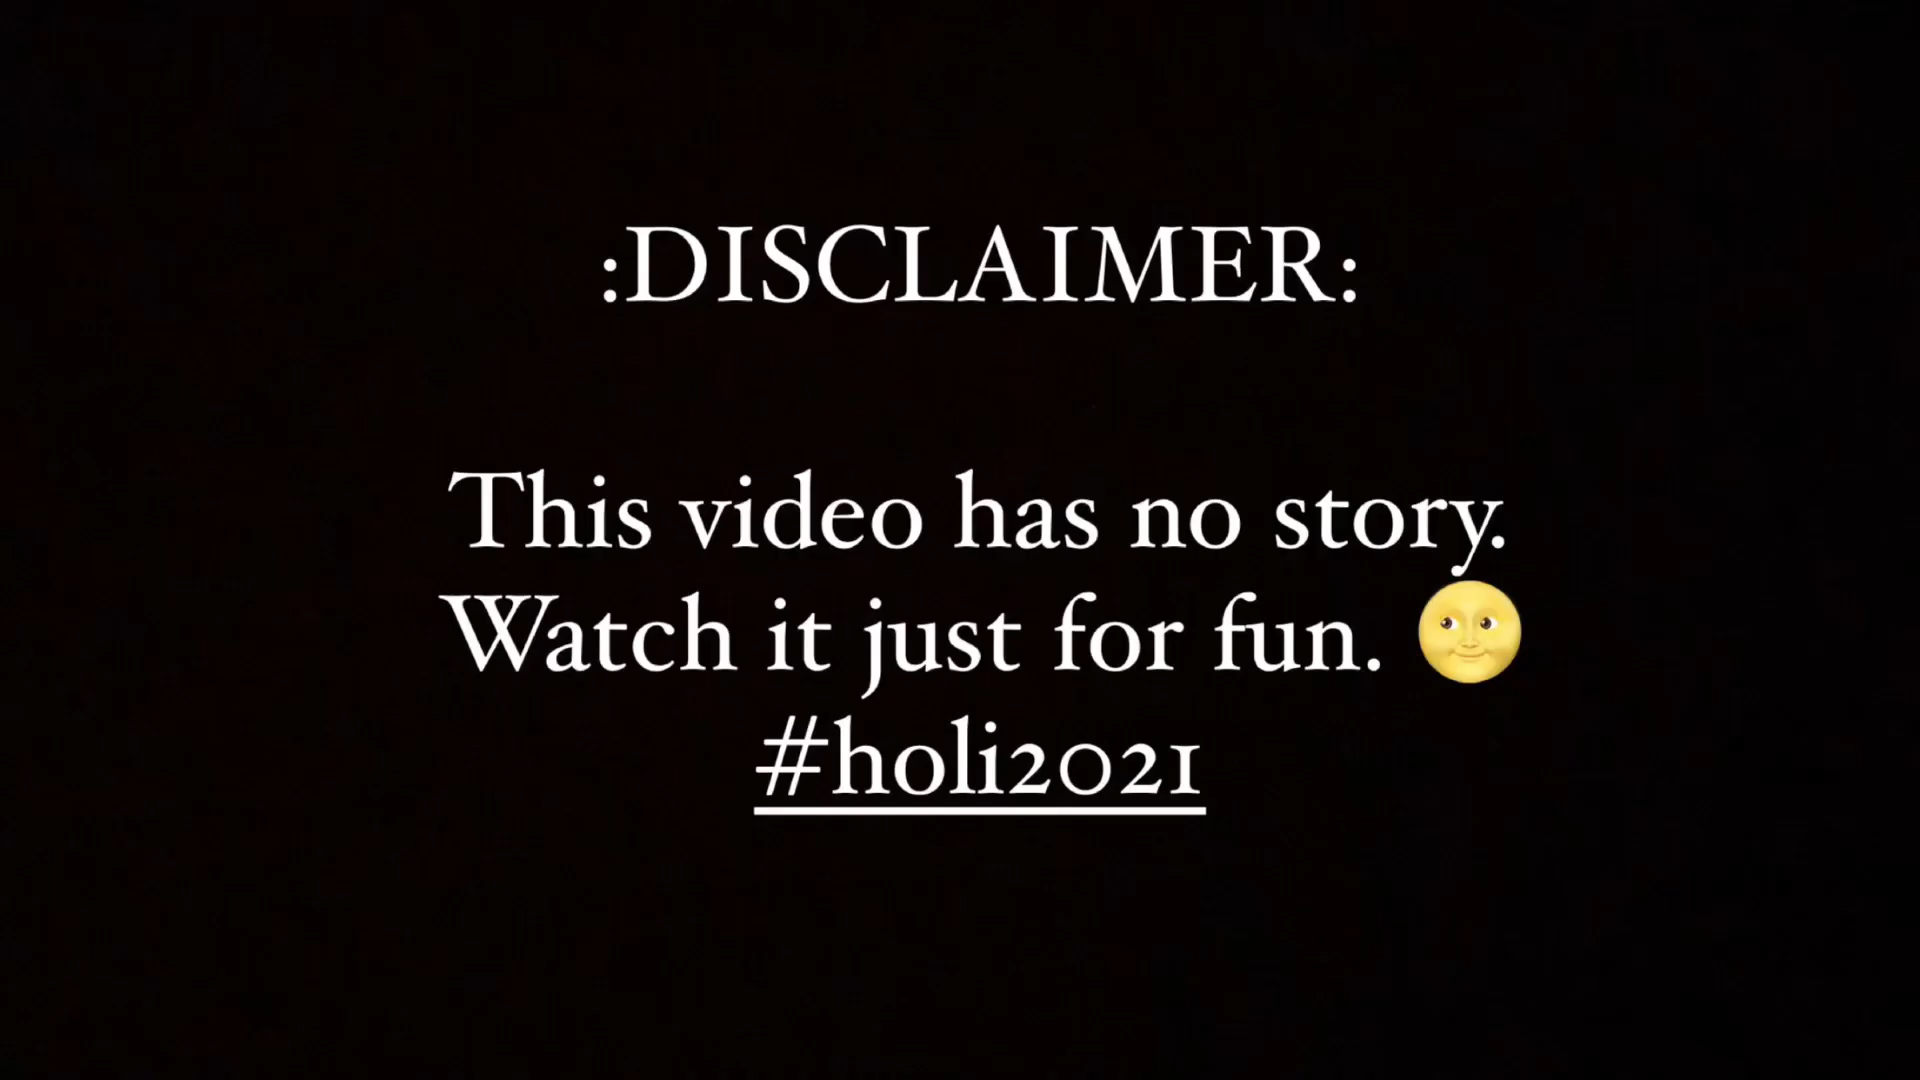 :DISCLAIMER:
This video has no story.
Watch it just for fun. 🌝
#holi2021